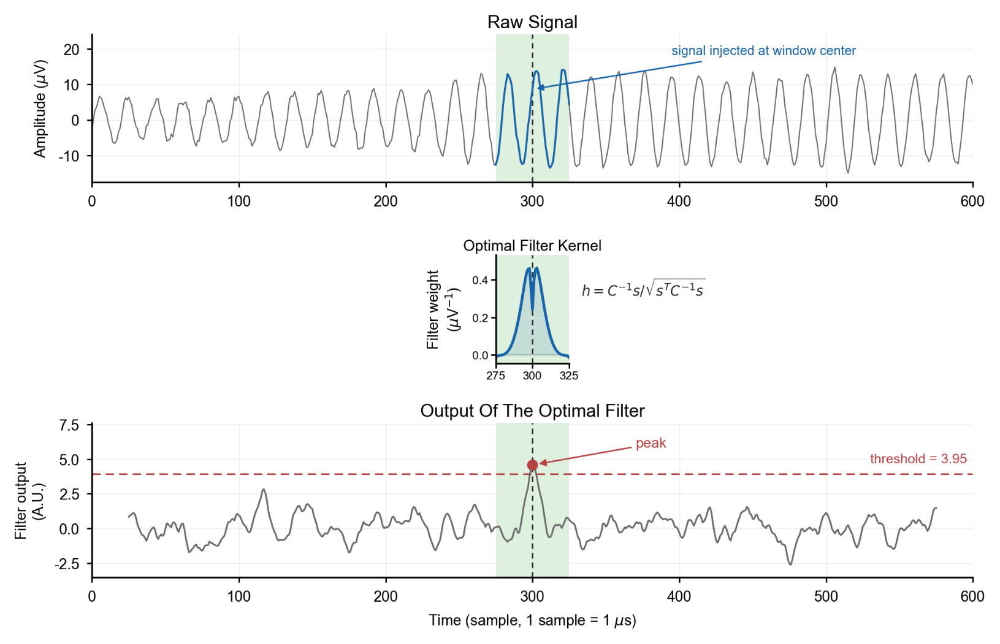 Raw Signal
signal injected at window center
Amplitude (μV)
20
10
0
-10
0 100 200 300 400 500 600
Optimal Filter Kernel
Filter weight
(μV⁻¹)
0.4
0.2
0.0
275 300 325
h = C⁻¹s/√sᵀC⁻¹s
Output Of The Optimal Filter
Filter output
(A.U.)
7.5
5.0
2.5
0.0
-2.5
peak
threshold = 3.95
0 100 200 300 400 500 600
Time (sample, 1 sample = 1 μs)